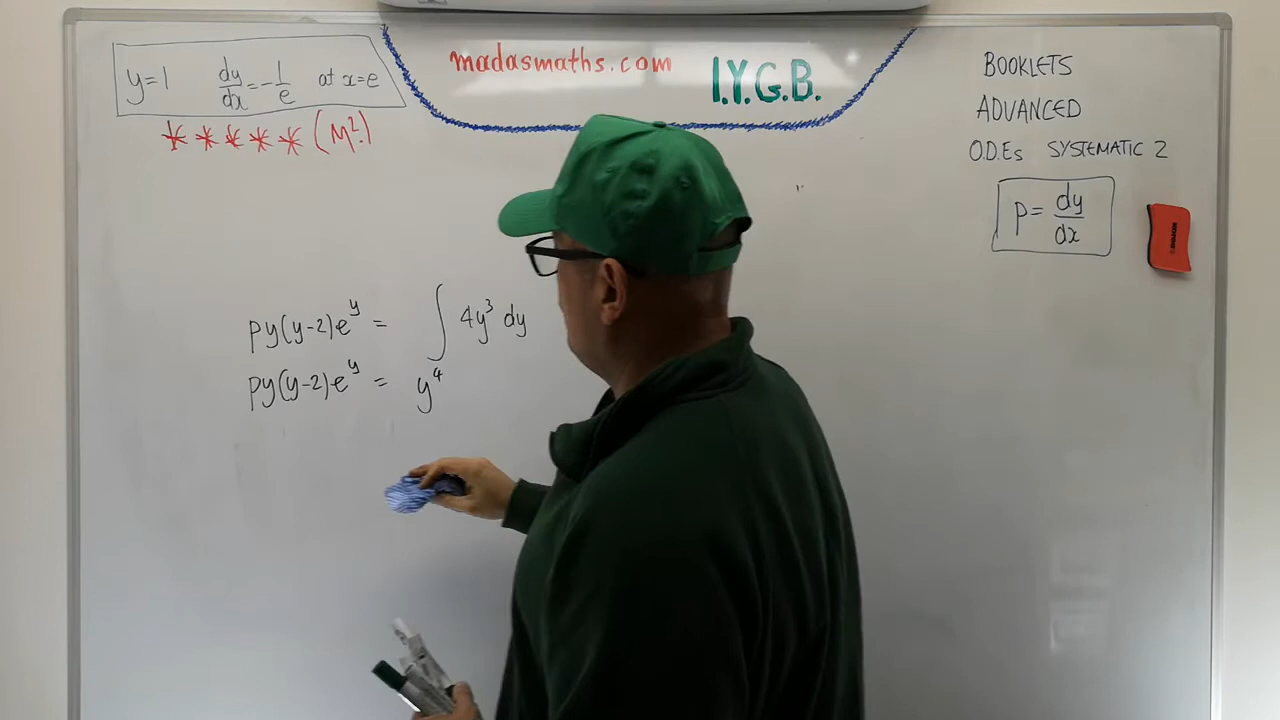 y=1 dy/dx = -1/e at x=e
***** (M²?)
madasmaths.com
I.Y.G.B.
BOOKLETS
ADVANCED
O.D.Es SYSTEMATIC 2
p = dy/dx
py(y-2)e^y = ∫ 4y³ dy
py(y-2)e^y = y⁴